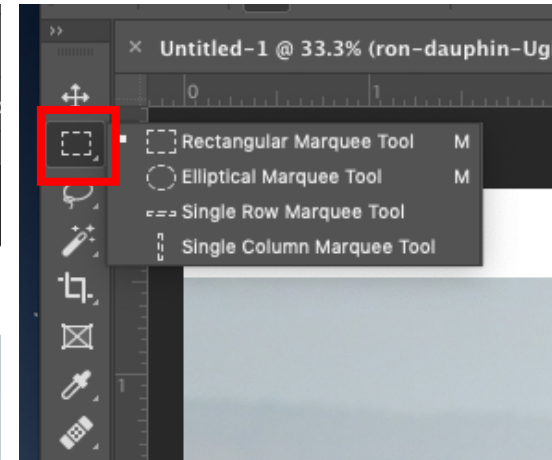 Untitled-1 @ 33.3% (ron-dauphin-Ug
0 1
Rectangular Marquee Tool M
Elliptical Marquee Tool M
Single Row Marquee Tool
Single Column Marquee Tool
1